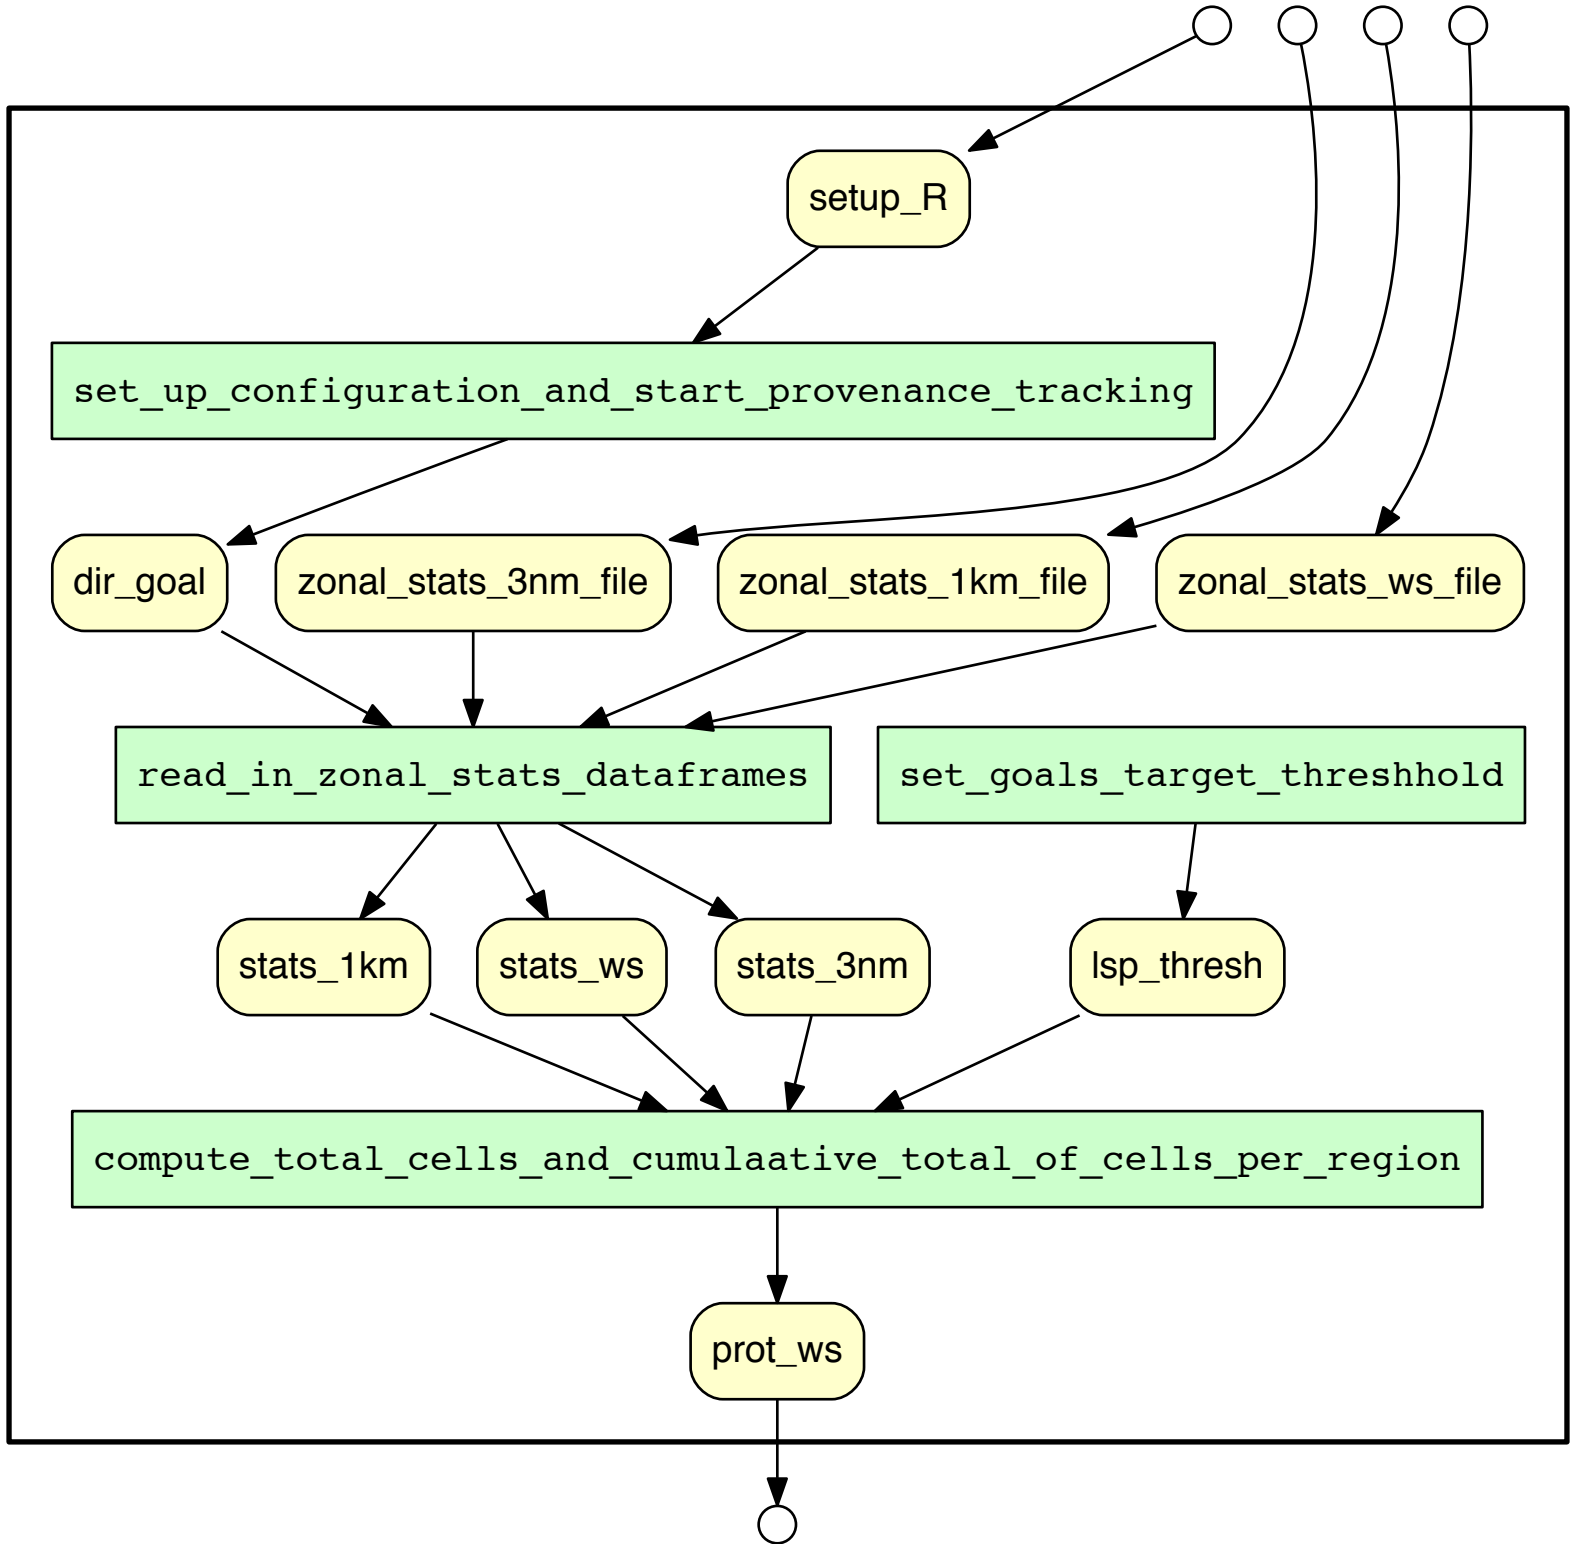 setup_R
set_up_configuration_and_start_provenance_tracking
dir_goal
zonal_stats_3nm_file
zonal_stats_1km_file
zonal_stats_ws_file
read_in_zonal_stats_dataframes
set_goals_target_threshhold
stats_1km
stats_ws
stats_3nm
lsp_thresh
compute_total_cells_and_cumulaative_total_of_cells_per_region
prot_ws